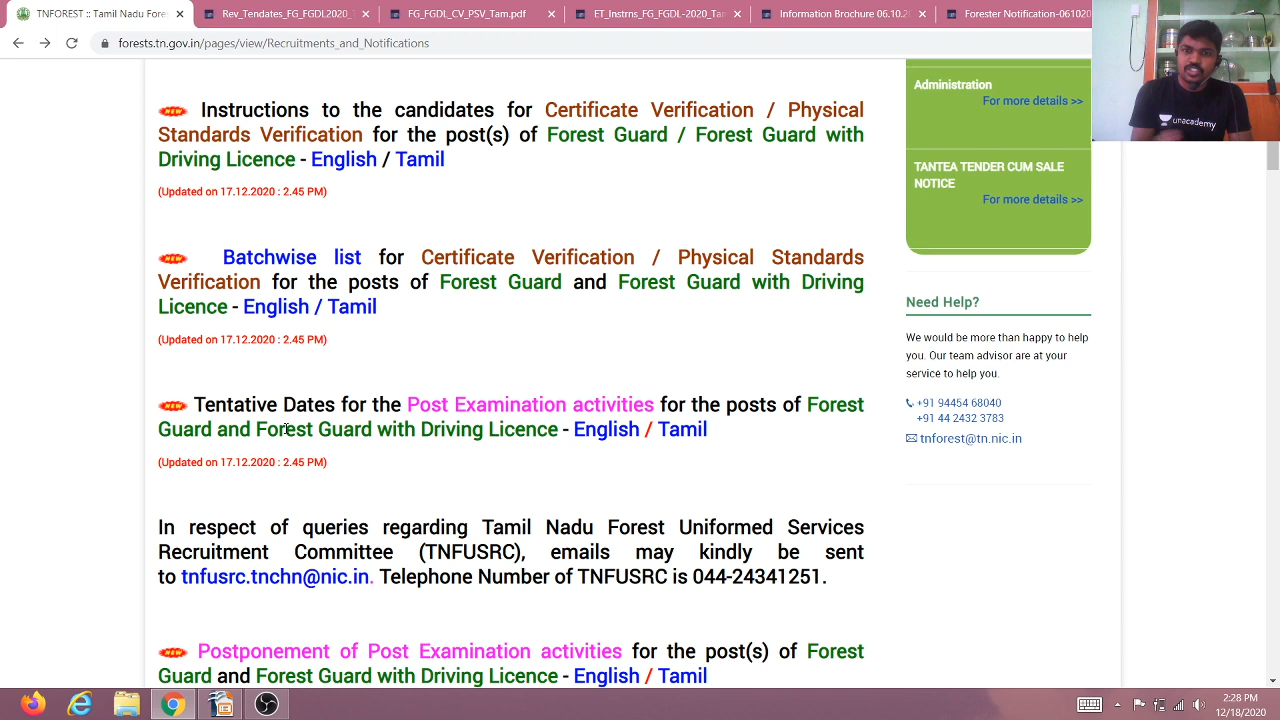 TNFOREST :: Tamil Nadu Fores
Rev_Tendates_FG_FGDL2020_T
FG_FGDL_CV_PSV_Tam.pdf
ET_Instrns_FG_FGDL-2020_Tam
Information Brochure 06.10.20
Forester Notification-06102020
forests.tn.gov.in/pages/view/Recruitments_and_Notifications
NEW Instructions to the candidates for Certificate Verification / Physical
Standards Verification for the post(s) of Forest Guard / Forest Guard with
Driving Licence - English / Tamil
(Updated on 17.12.2020 : 2.45 PM)
NEW Batchwise list for Certificate Verification / Physical Standards
Verification for the posts of Forest Guard and Forest Guard with Driving
Licence - English / Tamil
(Updated on 17.12.2020 : 2.45 PM)
NEW Tentative Dates for the Post Examination activities for the posts of Forest
Guard and Forest Guard with Driving Licence - English / Tamil
(Updated on 17.12.2020 : 2.45 PM)
In respect of queries regarding Tamil Nadu Forest Uniformed Services
Recruitment Committee (TNFUSRC), emails may kindly be sent
to tnfusrc.tnchn@nic.in. Telephone Number of TNFUSRC is 044-24341251.
NEW Postponement of Post Examination activities for the post(s) of Forest
Guard and Forest Guard with Driving Licence - English / Tamil
Administration
For more details >>
TANTEA TENDER CUM SALE
NOTICE
For more details >>
Need Help?
We would be more than happy to help
you. Our team advisor are at your
service to help you.
+91 94454 68040
+91 44 2432 3783
tnforest@tn.nic.in
unacademy
2:28 PM
12/18/2020